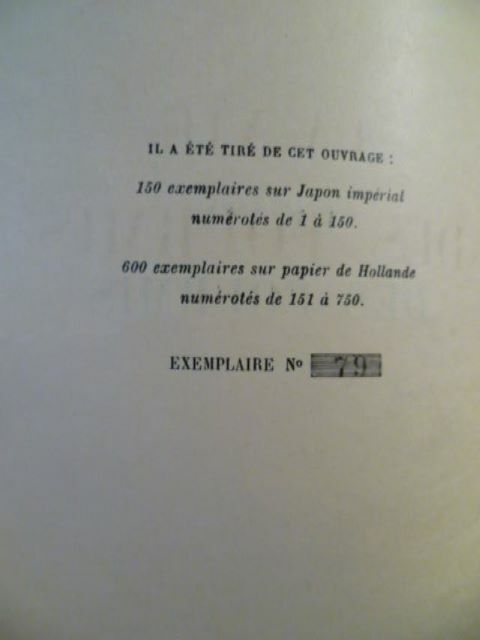 IL A ÉTÉ TIRÉ DE CET OUVRAGE :
150 exemplaires sur Japon impérial
numérotés de 1 à 150.
600 exemplaires sur papier de Hollande
numérotés de 151 à 750.
EXEMPLAIRE Nº 79